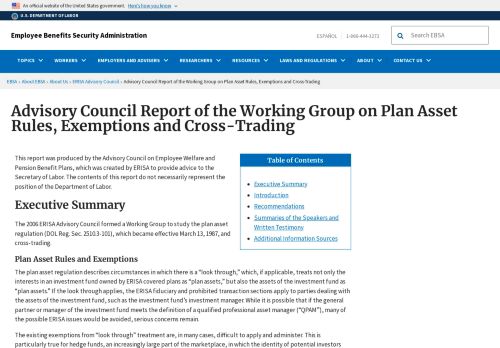 An official website of the United States government. Here's how you know
U.S. DEPARTMENT OF LABOR
Employee Benefits Security Administration
ESPAÑOL | 1-866-444-3272
Search EBSA
TOPICS WORKERS EMPLOYERS AND ADVISERS RESEARCHERS RESOURCES LAWS AND REGULATIONS ABOUT CONTACT US
EBSA > About EBSA > About Us > ERISA Advisory Council > Advisory Council Report of the Working Group on Plan Asset Rules, Exemptions and Cross-Trading
Advisory Council Report of the Working Group on Plan Asset
Rules, Exemptions and Cross-Trading
This report was produced by the Advisory Council on Employee Welfare and
Pension Benefit Plans, which was created by ERISA to provide advice to the
Secretary of Labor. The contents of this report do not necessarily represent the
position of the Department of Labor.
Table of Contents
Executive Summary
Introduction
Recommendations
Summaries of the Speakers and
Written Testimony
Additional Information Sources
Executive Summary
The 2006 ERISA Advisory Council formed a Working Group to study the plan asset
regulation (DOL Reg. Sec. 2510.3-101), which became effective March 13, 1987, and
cross-trading.
Plan Asset Rules and Exemptions
The plan asset regulation describes circumstances in which there is a "look through," which, if applicable, treats not only the
interests in an investment fund owned by ERISA covered plans as "plan assets," but also the assets of the investment fund as
"plan assets." If the look through applies, the ERISA fiduciary and prohibited transaction sections apply to parties dealing with
the assets of the investment fund, such as the investment fund's investment manager. While it is possible that if the general
partner or manager of the investment fund meets the definition of a qualified professional asset manager ("QPAM"), many of
the possible ERISA issues would be avoided, serious concerns remain.
The existing exemptions from "look through" treatment are, in many cases, difficult to apply and administer. This is
particularly true for hedge funds, an increasingly large part of the marketplace, in which the identity of potential investors